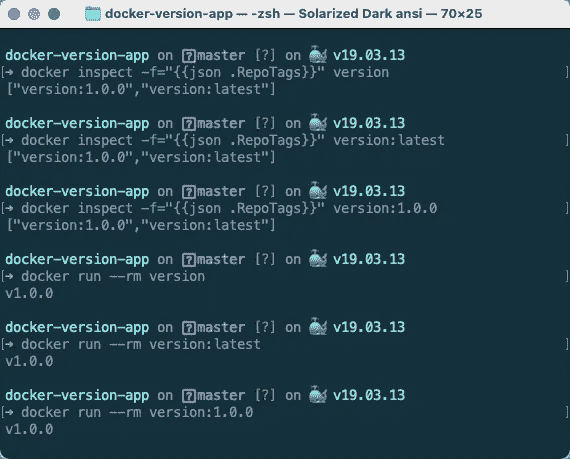 docker-version-app — -zsh — Solarized Dark ansi — 70×25
docker-version-app on ?master [?] on 🐳 v19.03.13
[➜ docker inspect -f="{{json .RepoTags}}" version ]
["version:1.0.0","version:latest"]
docker-version-app on ?master [?] on 🐳 v19.03.13
[➜ docker inspect -f="{{json .RepoTags}}" version:latest ]
["version:1.0.0","version:latest"]
docker-version-app on ?master [?] on 🐳 v19.03.13
[➜ docker inspect -f="{{json .RepoTags}}" version:1.0.0 ]
["version:1.0.0","version:latest"]
docker-version-app on ?master [?] on 🐳 v19.03.13
[➜ docker run --rm version ]
v1.0.0
docker-version-app on ?master [?] on 🐳 v19.03.13
[➜ docker run --rm version:latest ]
v1.0.0
docker-version-app on ?master [?] on 🐳 v19.03.13
[➜ docker run --rm version:1.0.0 ]
v1.0.0